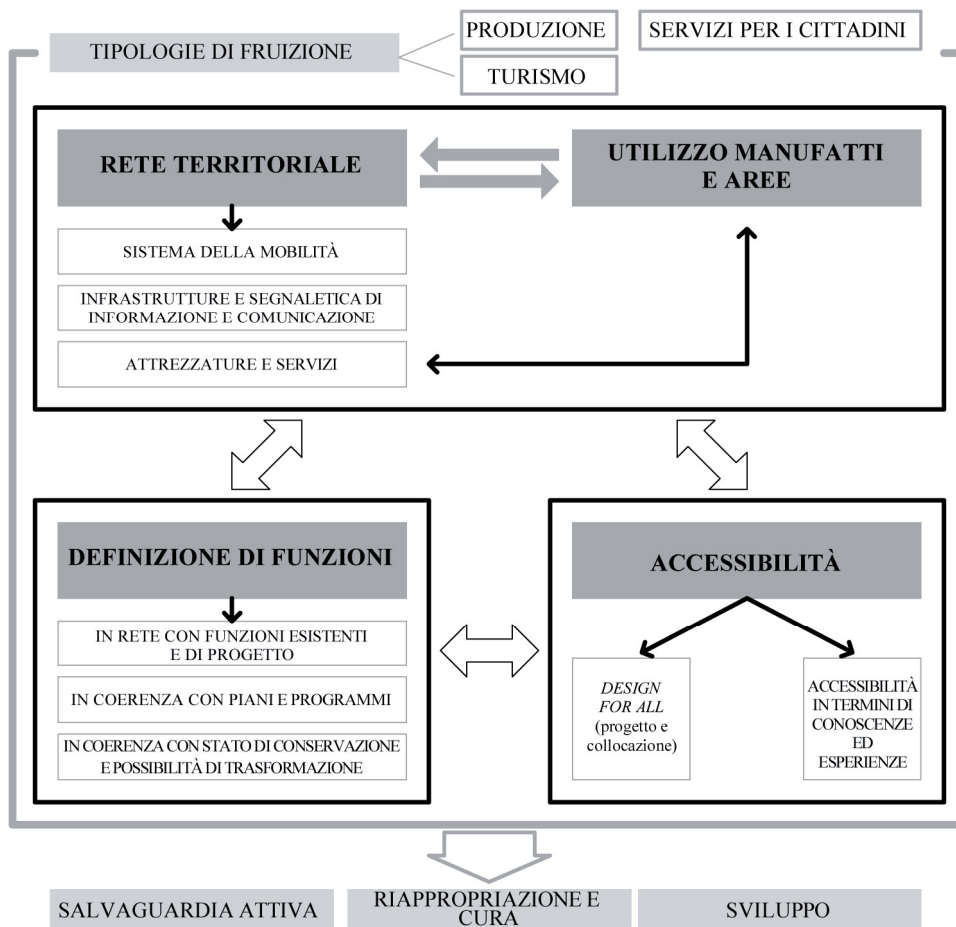 TIPOLOGIE DI FRUIZIONE
PRODUZIONE
SERVIZI PER I CITTADINI
TURISMO
RETE TERRITORIALE
UTILIZZO MANUFATTI
E AREE
SISTEMA DELLA MOBILITÀ
INFRASTRUTTURE E SEGNALETICA DI
INFORMAZIONE E COMUNICAZIONE
ATTREZZATURE E SERVIZI
DEFINIZIONE DI FUNZIONI
IN RETE CON FUNZIONI ESISTENTI
E DI PROGETTO
IN COERENZA CON PIANI E PROGRAMMI
IN COERENZA CON STATO DI CONSERVAZIONE
E POSSIBILITÀ DI TRASFORMAZIONE
ACCESSIBILITÀ
DESIGN
FOR ALL
(progetto e
collocazione)
ACCESSIBILITÀ
IN TERMINI DI
CONOSCENZE
ED
ESPERIENZE
SALVAGUARDIA ATTIVA
RIAPPROPRIAZIONE E
CURA
SVILUPPO